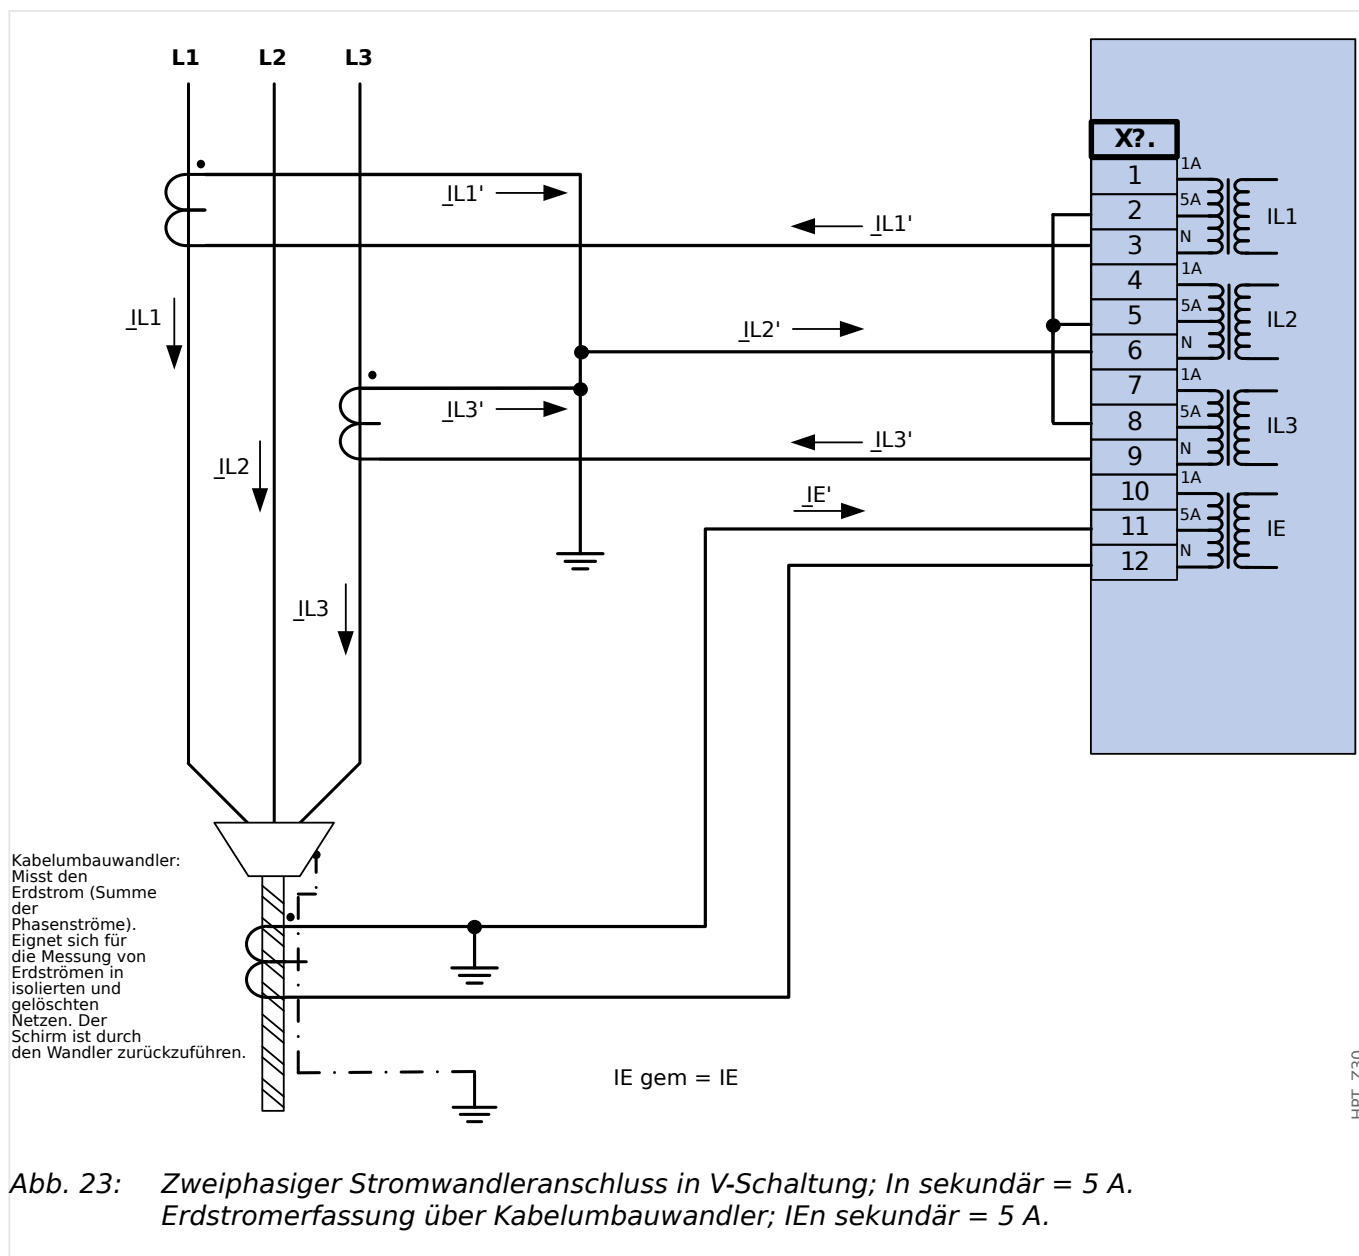 L1 L2 L3
X?.
1 1A
2 5A IL1
3 N
4 1A
5 5A IL2
6 N
7 1A
8 5A IL3
9 N
10 1A
11 5A IE
12 N
IL1'
IL1'
IL1
IL2'
IL3'
IL3'
IL2
IE'
IL3
Kabelumbauwandler:
Misst den
Erdstrom (Summe
der
Phasenströme).
Eignet sich für
die Messung von
Erdströmen in
isolierten und
gelöschten
Netzen. Der
Schirm ist durch
den Wandler zurückzuführen.
IE gem = IE
Abb. 23: Zweiphasiger Stromwandleranschluss in V-Schaltung; In sekundär = 5 A.
Erdstromerfassung über Kabelumbauwandler; IEn sekundär = 5 A.